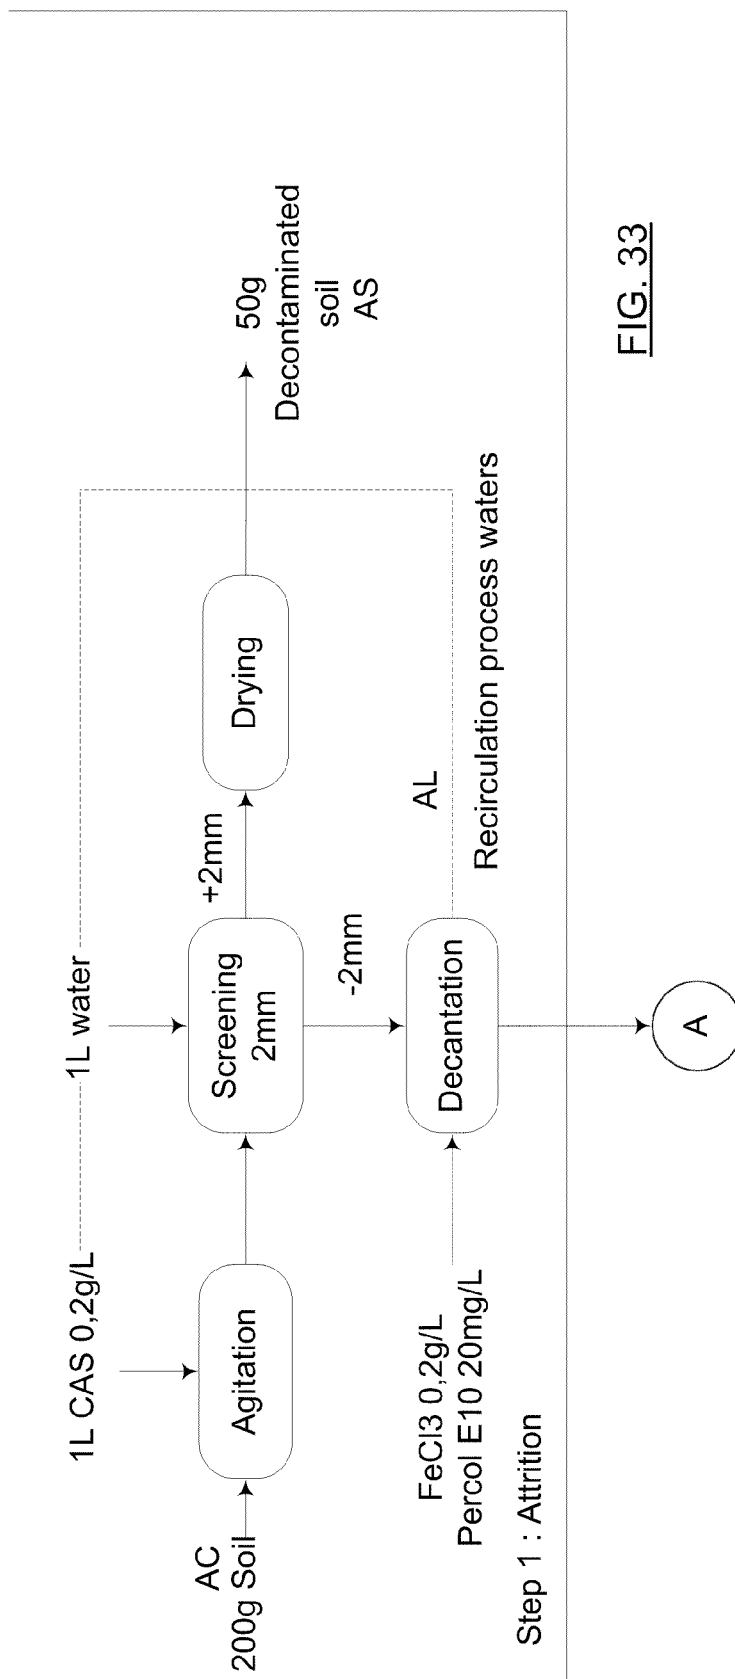 1L CAS 0,2g/L
1L water
AC
200g Soil
Agitation
Screening
2mm
+2mm
Drying
50g
Decontaminated
soil
AS
-2mm
FeCl3 0,2g/L
Percol E10 20mg/L
Decantation
AL
Recirculation process waters
Step 1 : Attrition
A
FIG. 33